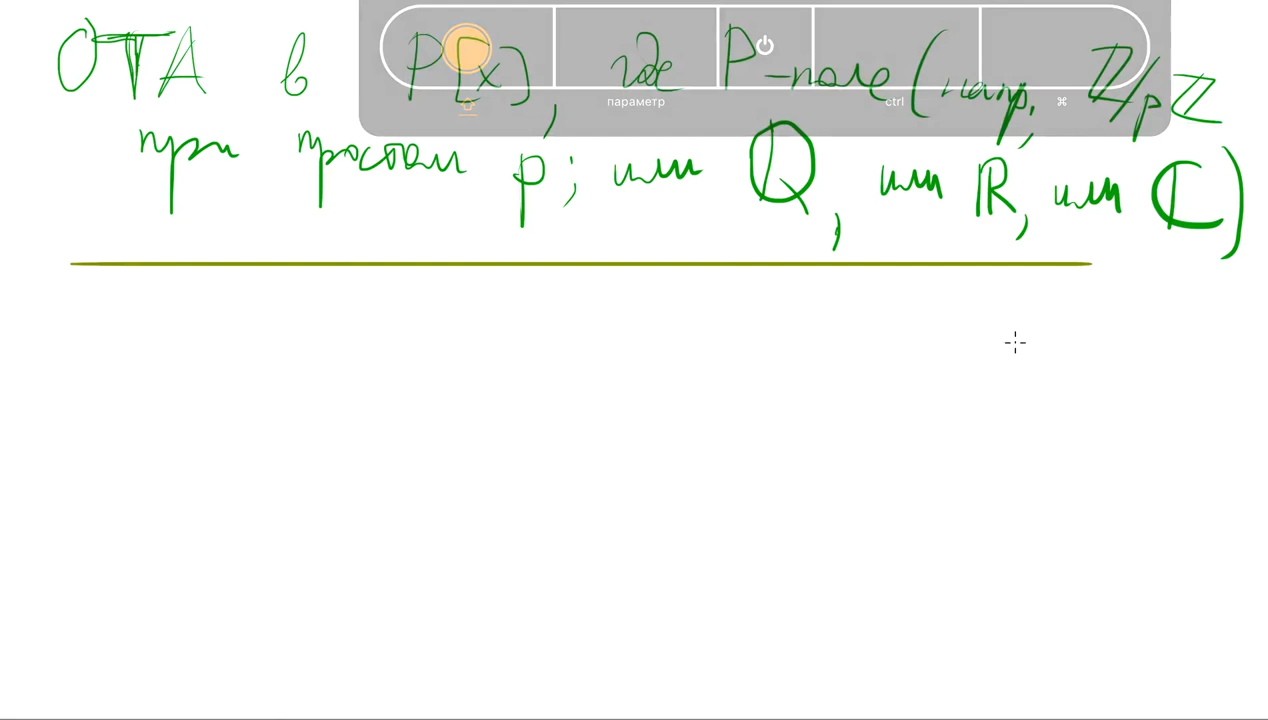 ОТА в P[x], где P-поле (напр, ℤ/pℤ
параметр ctrl ⌘
при простом p; или ℚ, или ℝ, или ℂ)